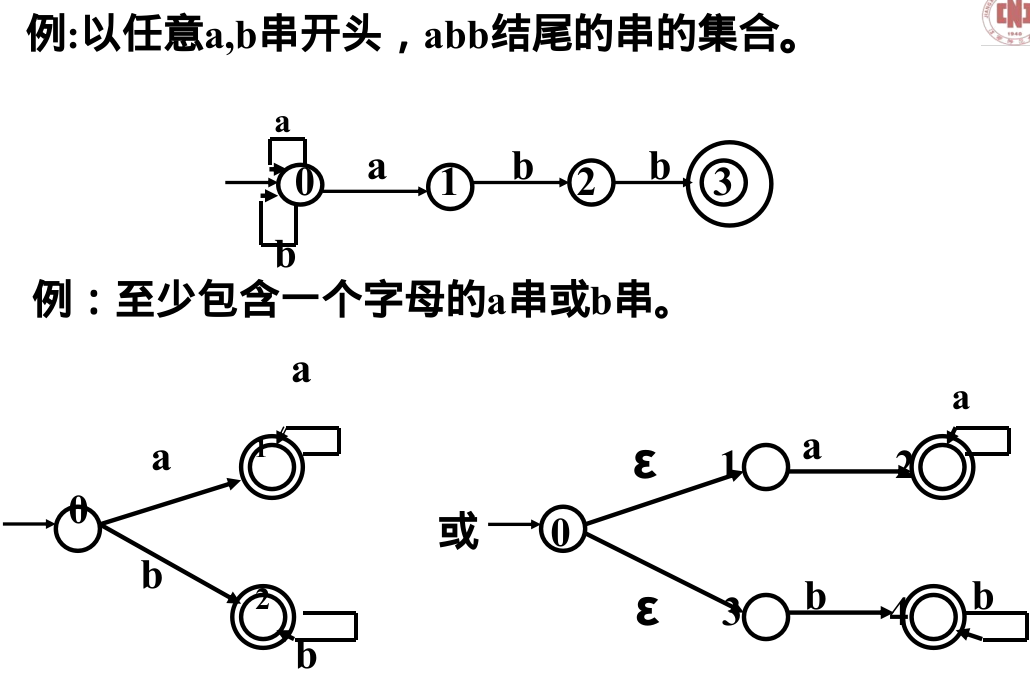 例:以任意a,b串开头，abb结尾的串的集合。
a
0 a 1 b 2 b 3
b
例：至少包含一个字母的a串或b串。
a
a
a 1 ε 1 a 2
0 或 0
b 2 ε 3 b 4 b
b